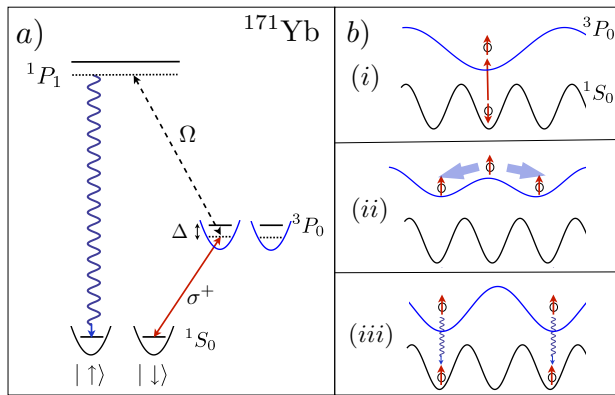 a)
¹⁷¹Yb
¹P₁
Ω
Δ
³P₀
σ⁺
¹S₀
| ↑⟩
| ↓⟩
b)
³P₀
(i)
¹S₀
(ii)
(iii)